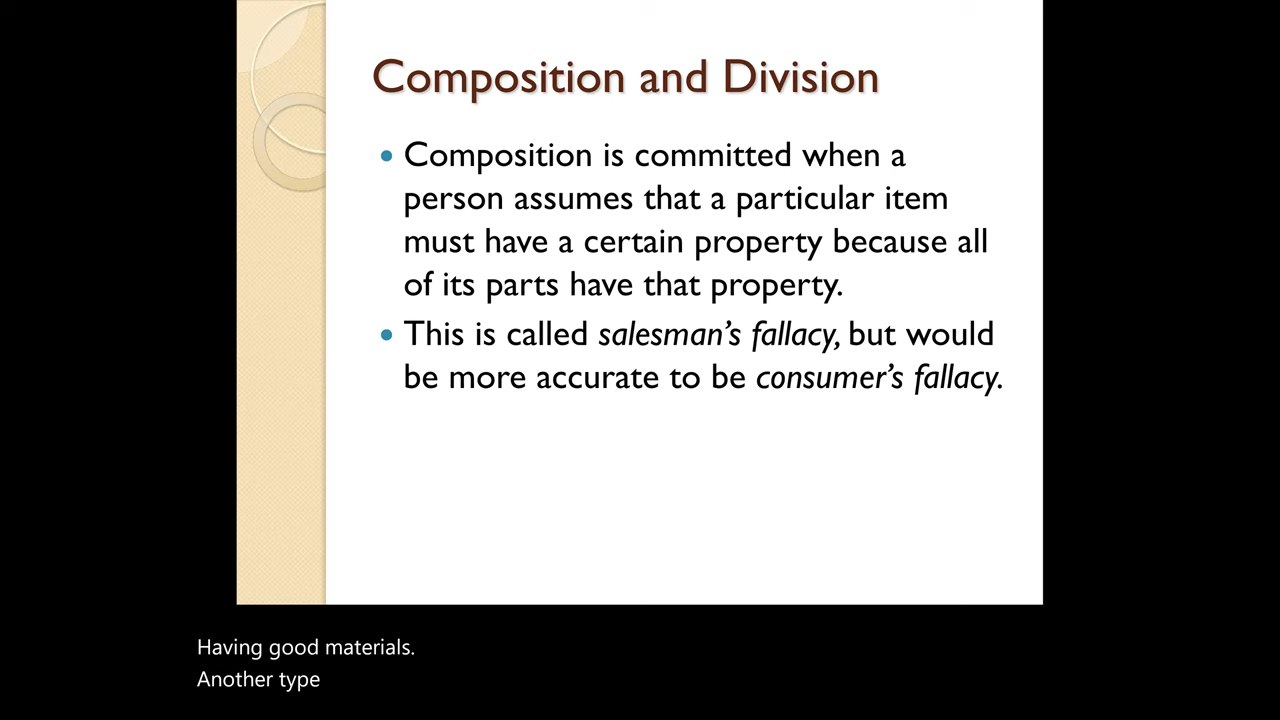 Composition and Division
• Composition is committed when a
person assumes that a particular item
must have a certain property because all
of its parts have that property.
• This is called salesman’s fallacy, but would
be more accurate to be consumer’s fallacy.
Having good materials.
Another type